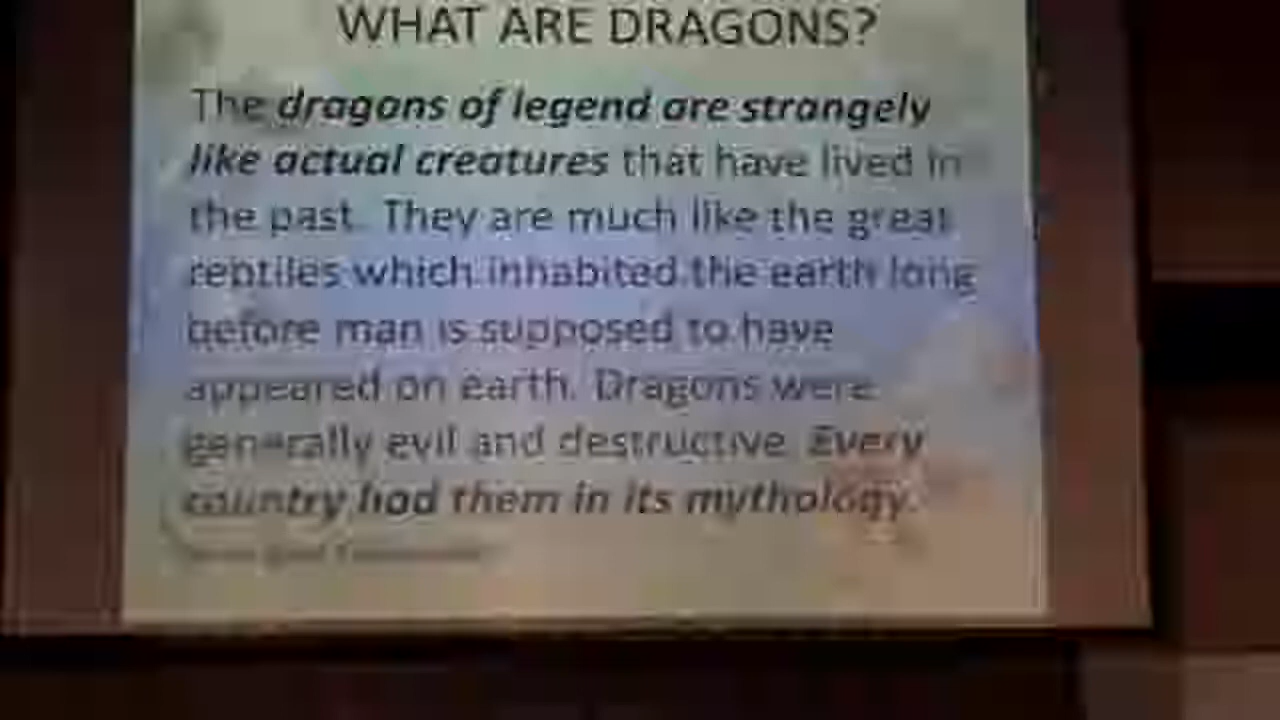 WHAT ARE DRAGONS?
The dragons of legend are strangely
like actual creatures that have lived in
the past. They are much like the great
reptiles which inhabited the earth long
before man is supposed to have
appeared on earth. Dragons were
generally evil and destructive. Every
country had them in its mythology.